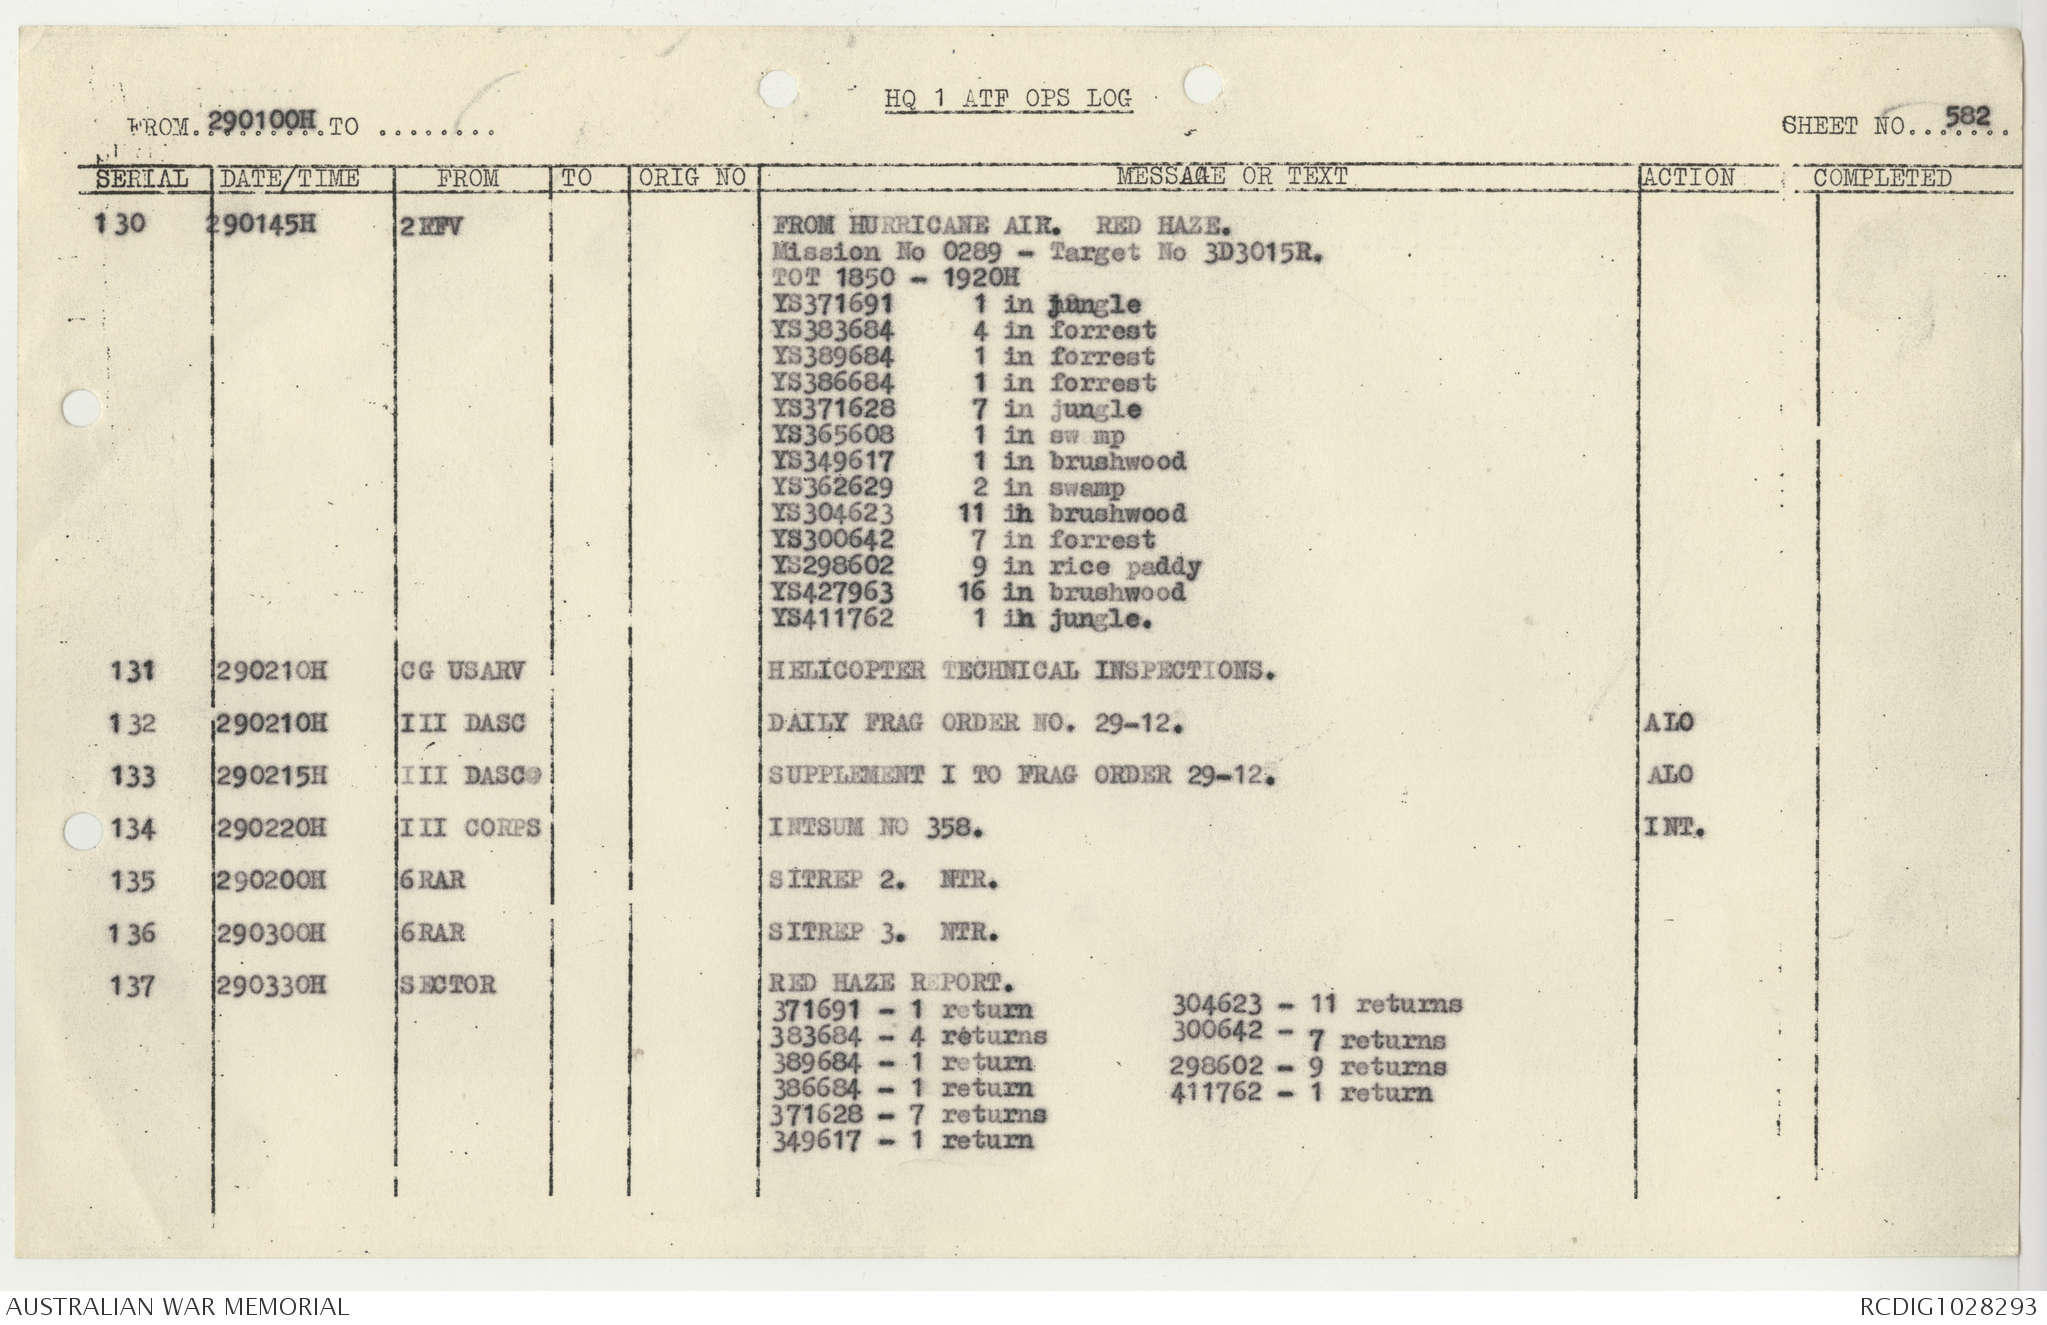 HQ 1 ATF OPS LOG
FROM 290100H TO ........
SHEET NO. 582
SERIAL DATE/TIME FROM TO ORIG NO MESSAGE OR TEXT ACTION COMPLETED
130 290145H 2FFV FROM HURRICANE AIR. RED HAZE.
Mission No 0289 - Target No 3D3015R.
TOT 1850 - 1920H
YS371691 1 in jungle
YS383684 4 in forrest
YS389684 1 in forrest
YS386684 1 in forrest
YS371628 7 in jungle
YS365608 1 in sw mp
YS349617 1 in brushwood
YS362629 2 in swamp
YS304623 11 in brushwood
YS300642 7 in forrest
YS298602 9 in rice paddy
YS427963 16 in brushwood
YS411762 1 in jungle.
131 290210H CG USARV HELICOPTER TECHNICAL INSPECTIONS.
132 290210H III DASC DAILY FRAG ORDER NO. 29-12. ALO
133 290215H III DASC SUPPLEMENT I TO FRAG ORDER 29-12. ALO
134 290220H III CORPS INTSUM NO 358. INT.
135 290200H 6RAR SITREP 2. NTR.
136 290300H 6RAR SITREP 3. NTR.
137 290330H SECTOR RED HAZE REPORT.
371691 - 1 return 304623 - 11 returns
383684 - 4 returns 300642 - 7 returns
389684 - 1 return 298602 - 9 returns
386684 - 1 return 411762 - 1 return
371628 - 7 returns
349617 - 1 return
AUSTRALIAN WAR MEMORIAL RCDIG1028293